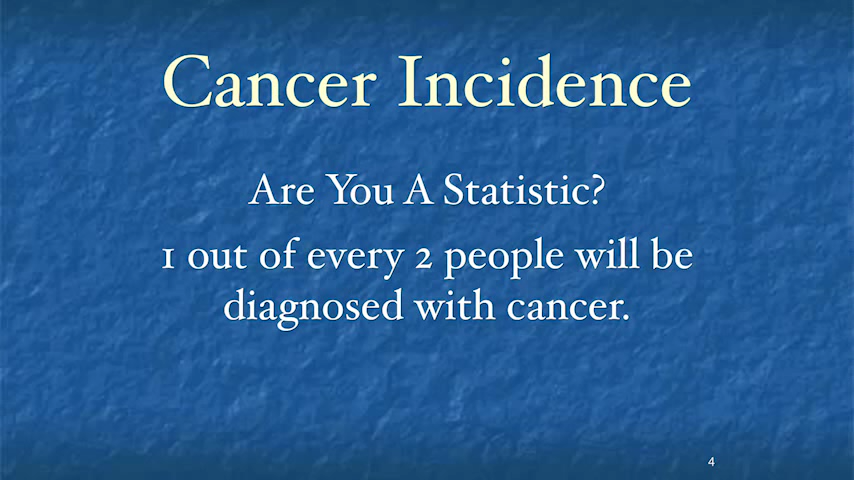 Cancer Incidence
Are You A Statistic?
1 out of every 2 people will be
diagnosed with cancer.
4